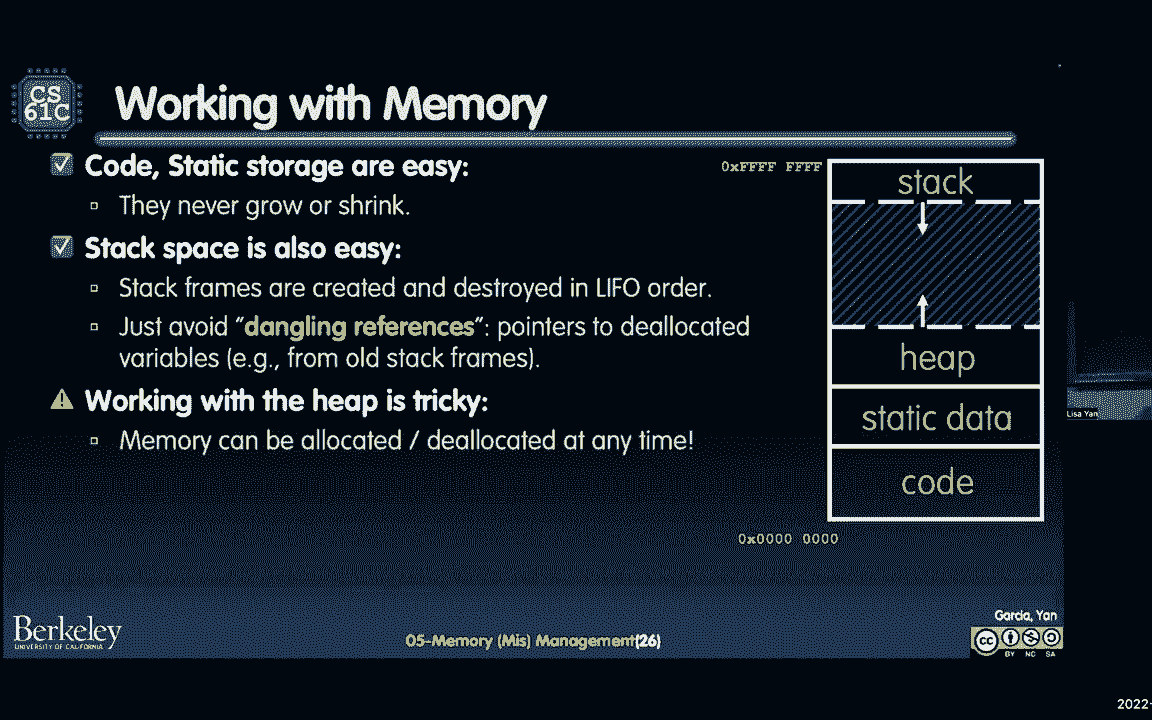 CS
61C
Working with Memory
Code, Static storage are easy:
They never grow or shrink.
Stack space is also easy:
Stack frames are created and destroyed in LIFO order.
Just avoid “dangling references”: pointers to deallocated
variables (e.g., from old stack frames).
Working with the heap is tricky:
Memory can be allocated / deallocated at any time!
0xFFFF FFFF
stack
heap
static data
code
0x0000 0000
Lisa Yan
Berkeley
UNIVERSITY OF CALIFORNIA
05-Memory (Mis) Management(26)
Garcia, Yan
cc
BY NC SA
2022-